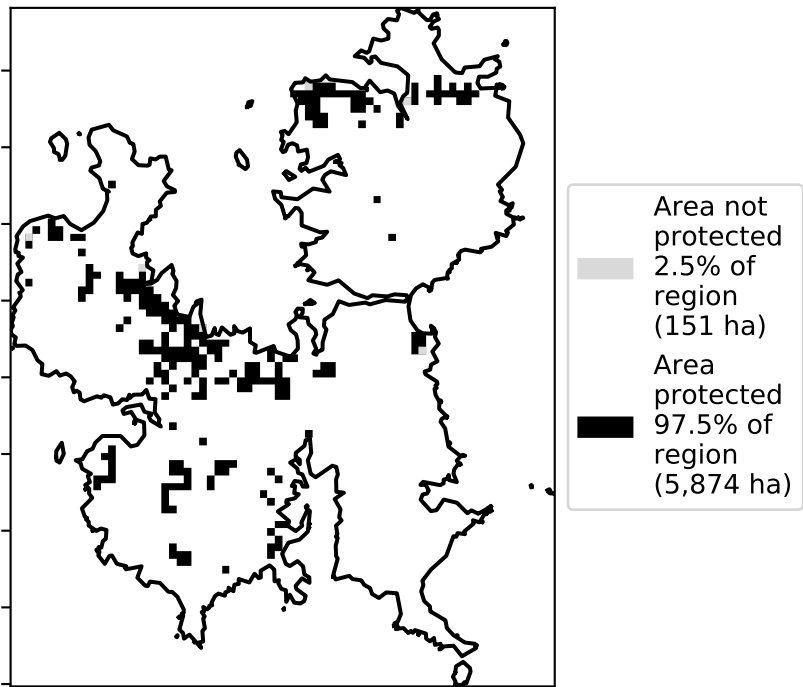 Area not
protected
2.5% of
region
(151 ha)
Area
protected
97.5% of
region
(5,874 ha)